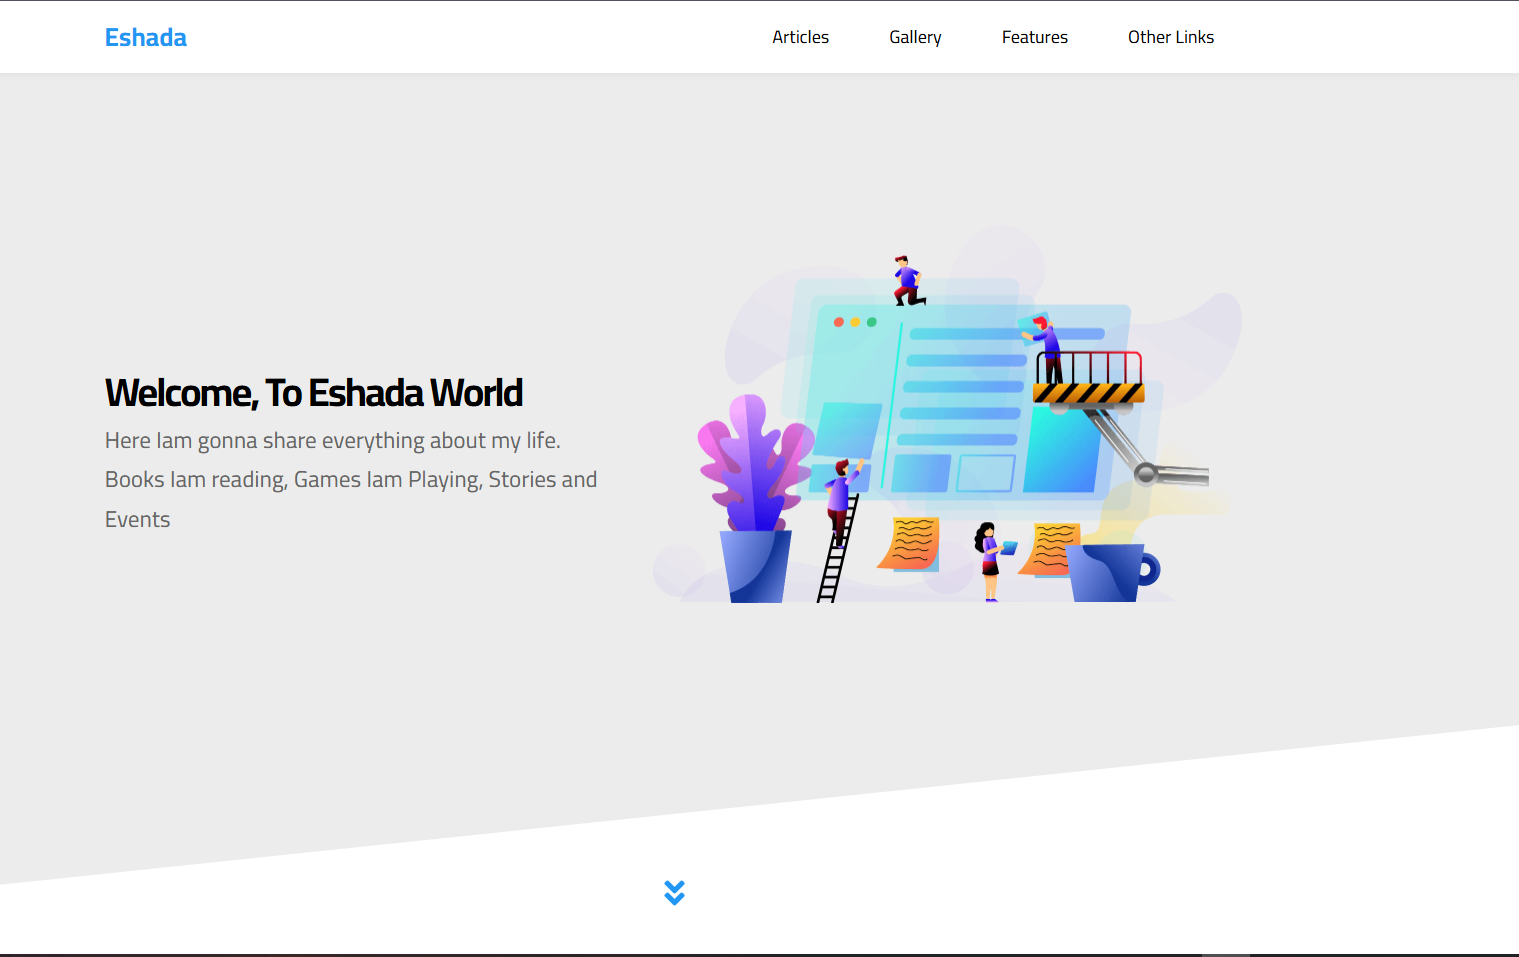 Eshada
Articles
Gallery
Features
Other Links
Welcome, To Eshada World
Here Iam gonna share everything about my life.
Books Iam reading, Games Iam Playing, Stories and
Events